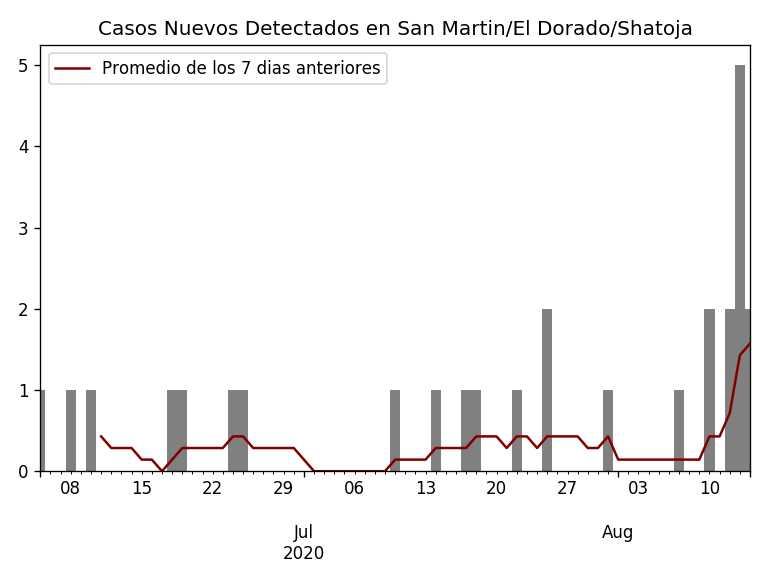 Casos Nuevos Detectados en San Martin/El Dorado/Shatoja
Promedio de los 7 dias anteriores
5
4
3
2
1
0
08 15 22 29 06 13 20 27 03 10
Jul Aug
2020